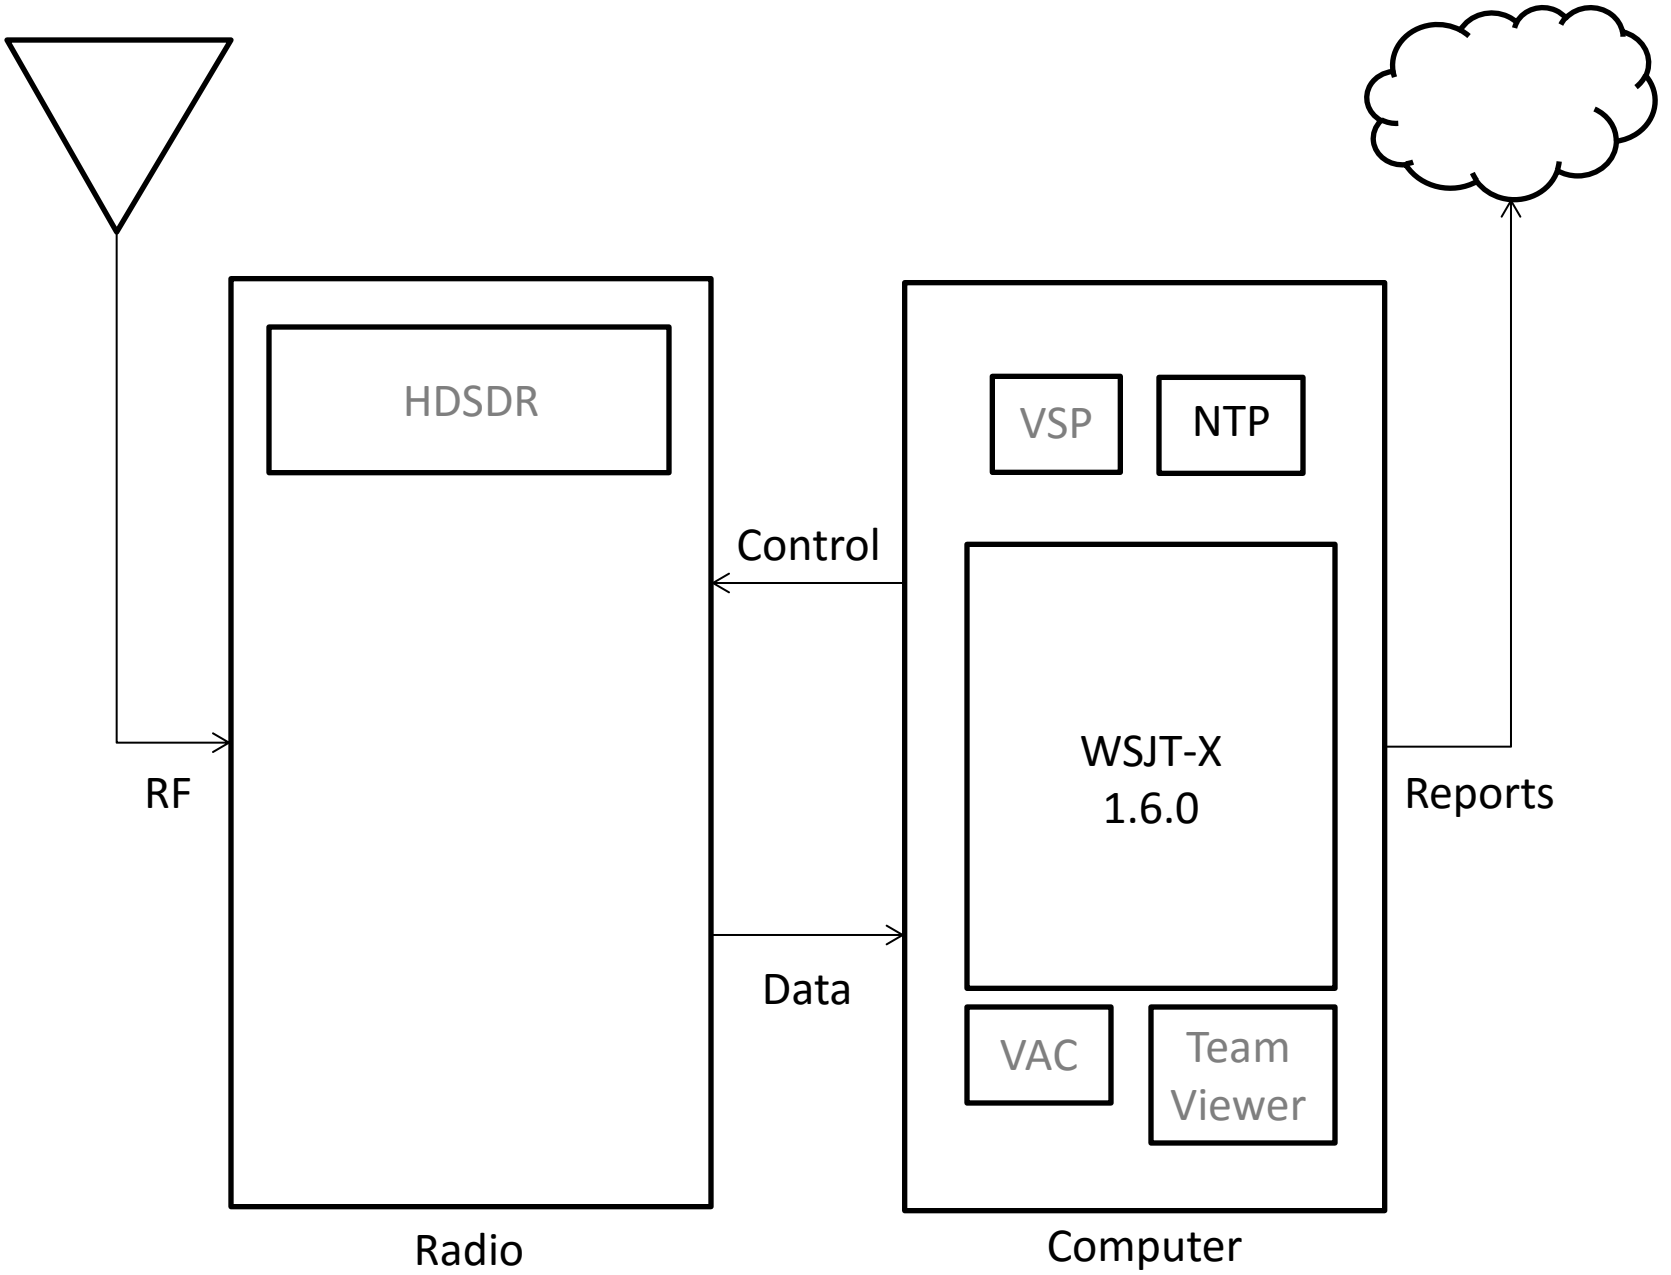 HDSDR
VSP
NTP
Control
WSJT-X
1.6.0
RF
Reports
Data
VAC
Team
Viewer
Radio
Computer